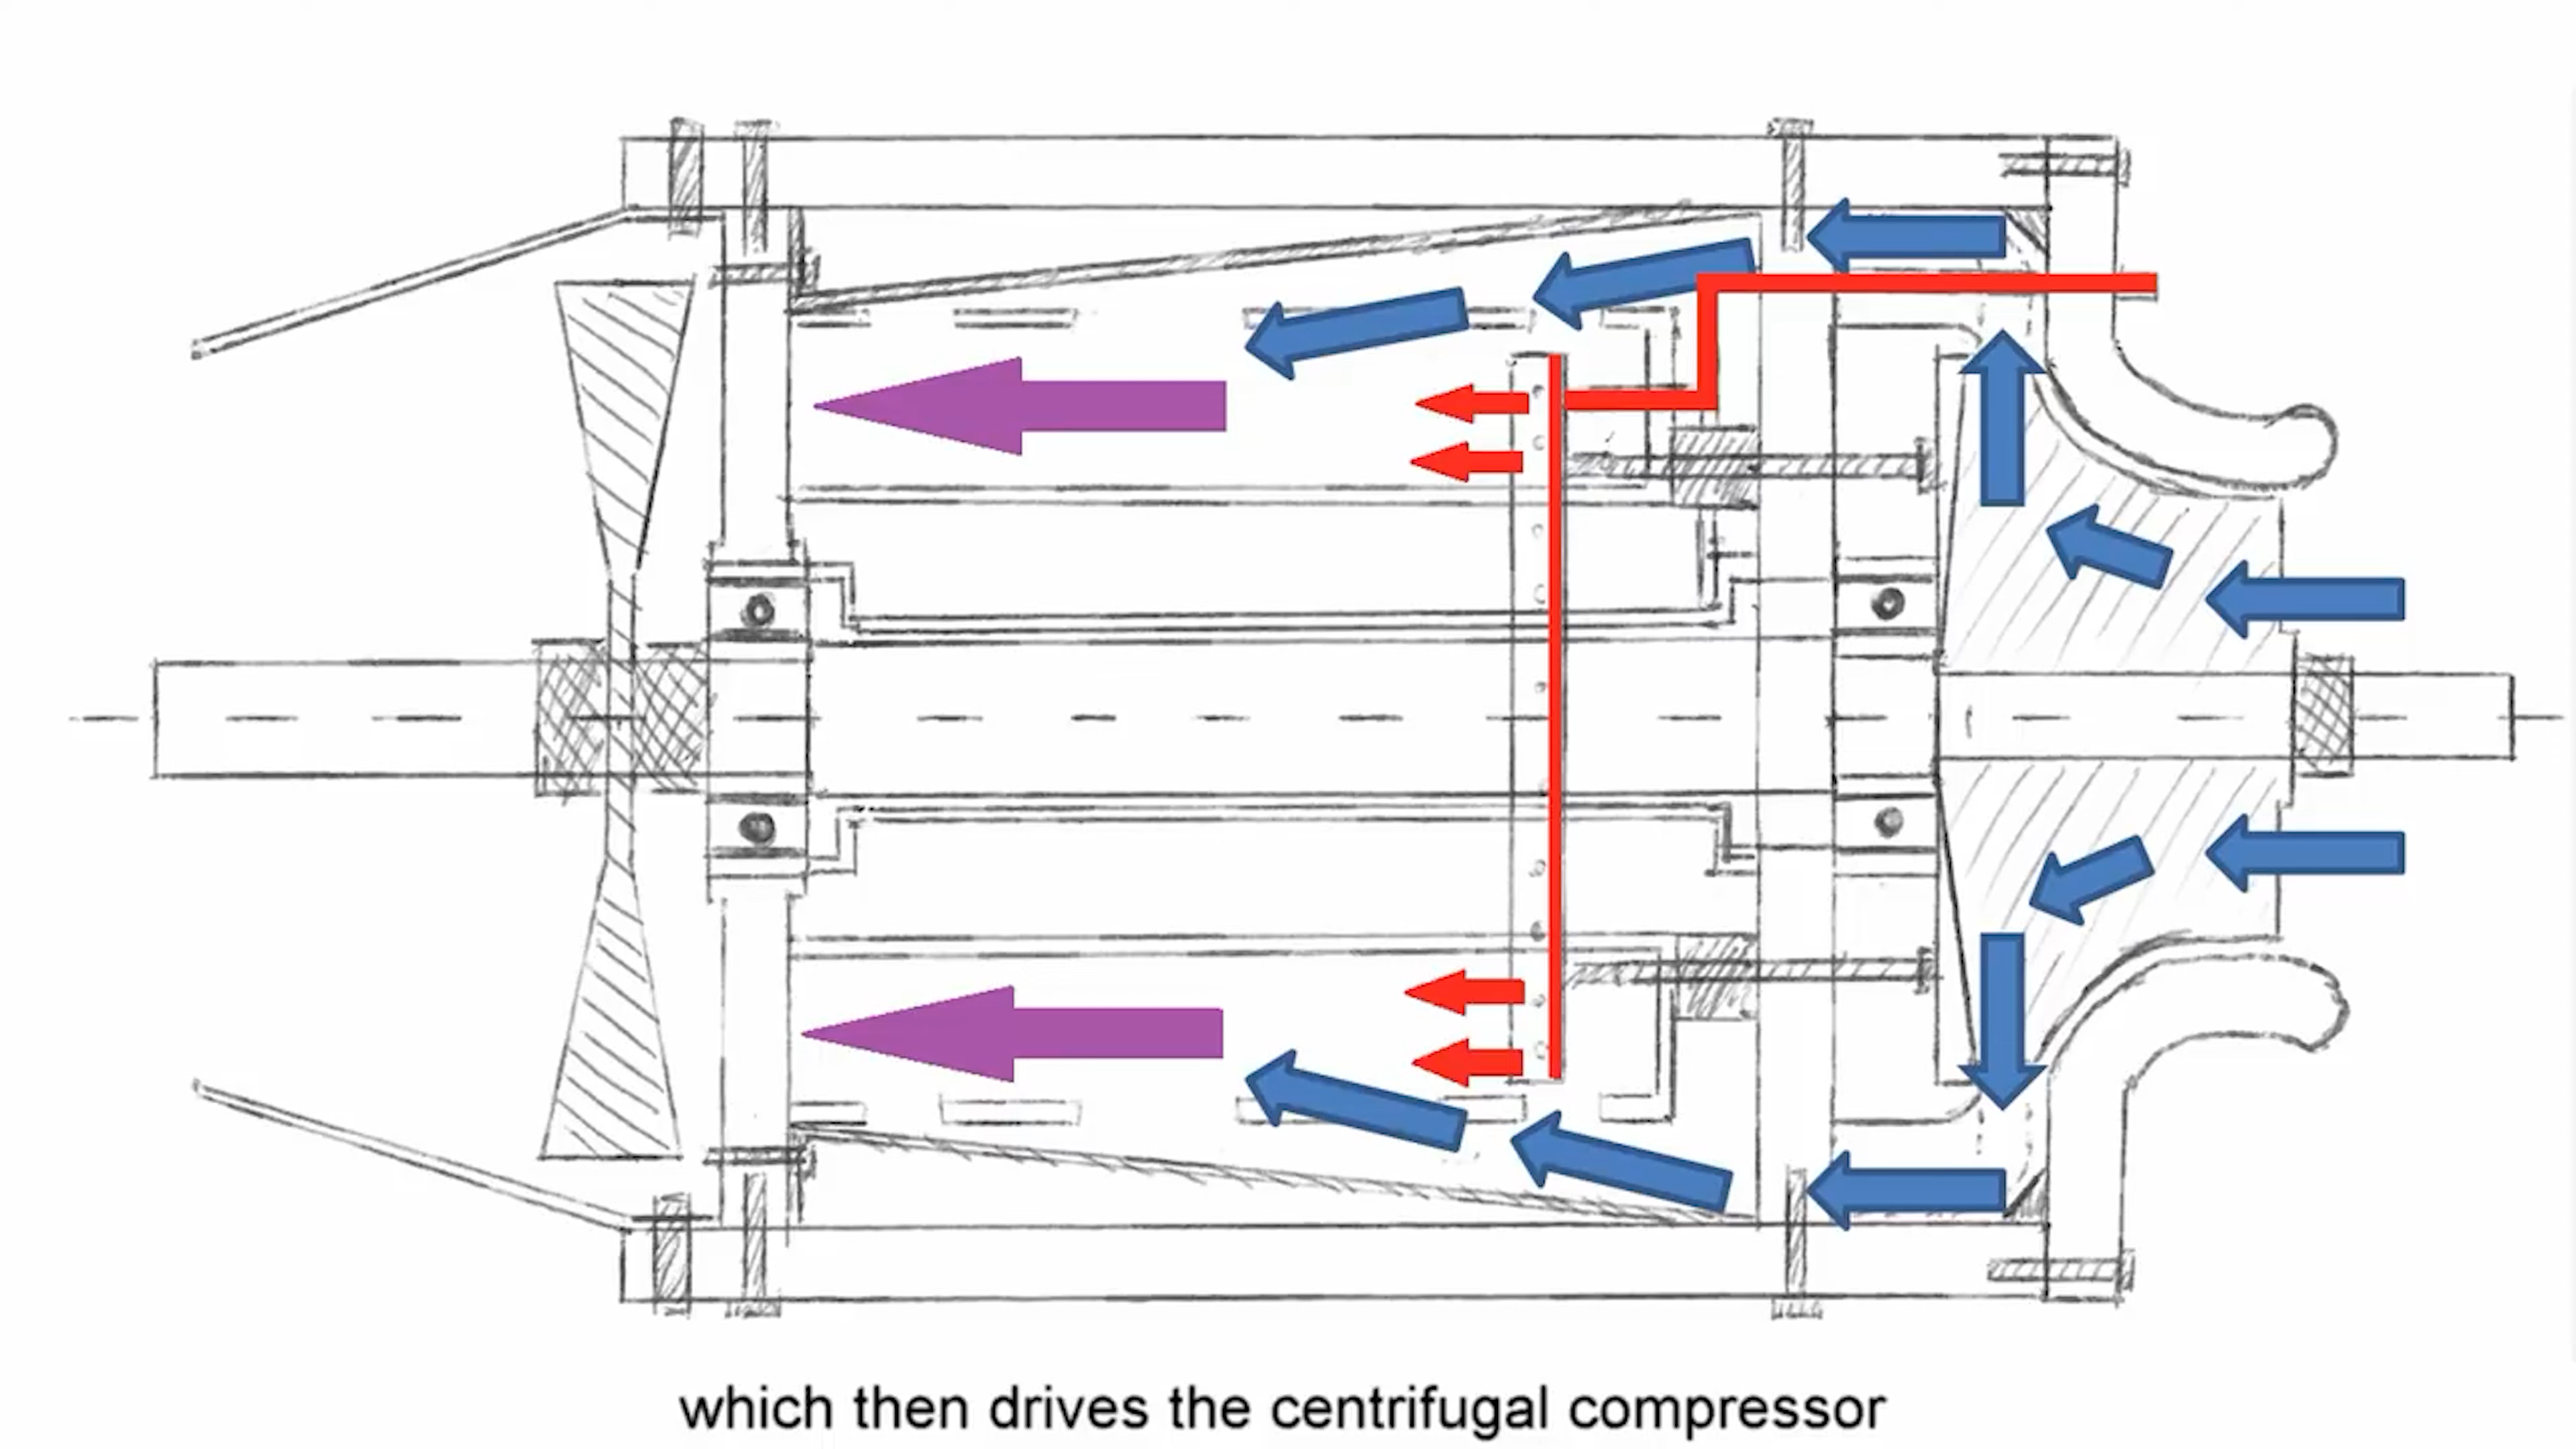 which then drives the centrifugal compressor